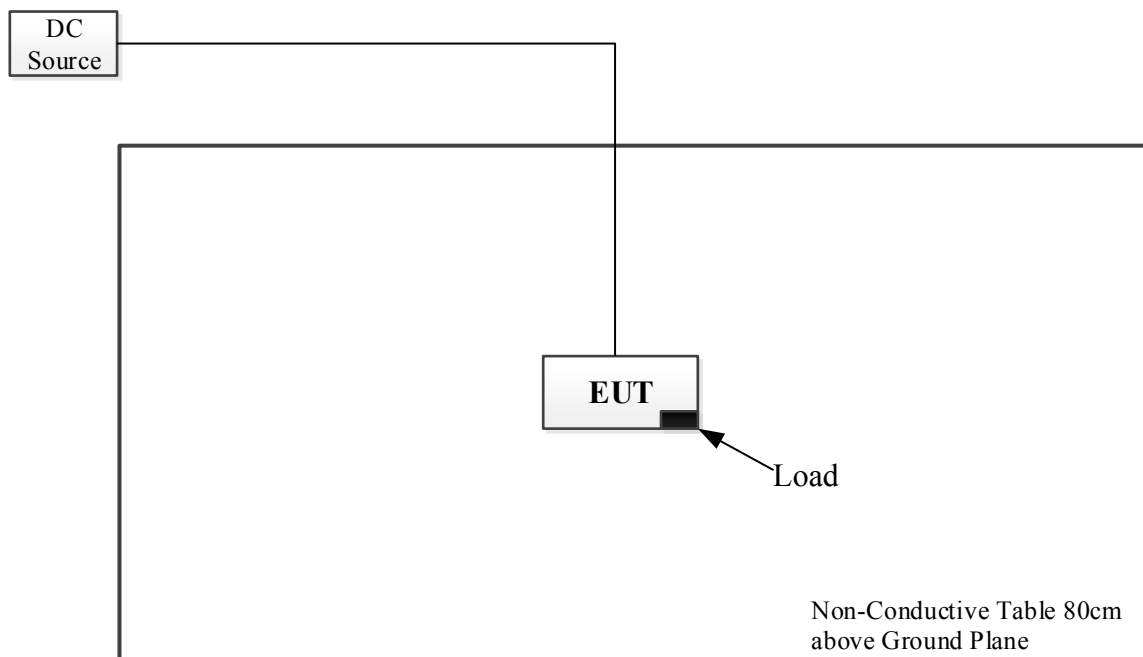 DC
Source
EUT
Load
Non-Conductive Table 80cm
above Ground Plane